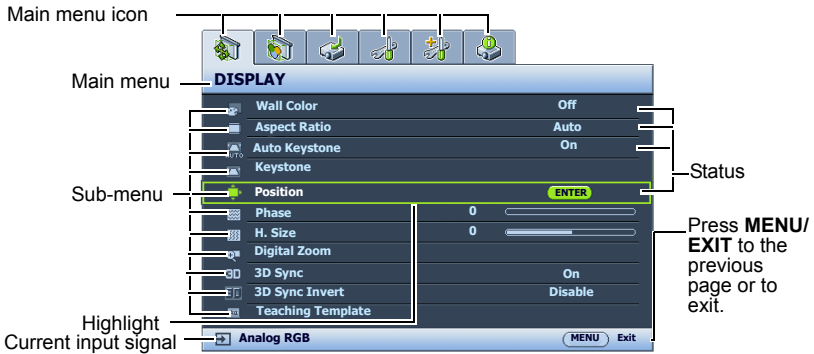 Main menu icon
Main menu
DISPLAY
Wall Color Off
Aspect Ratio Auto
AUTO
Auto Keystone On
Keystone
Status
Sub-menu
Position ENTER
Phase 0
H. Size 0
Digital Zoom
3D 3D Sync On
3D Sync Invert Disable
Teaching Template
Press MENU/
EXIT to the
previous
page or to
exit.
Highlight
Current input signal
Analog RGB MENU Exit